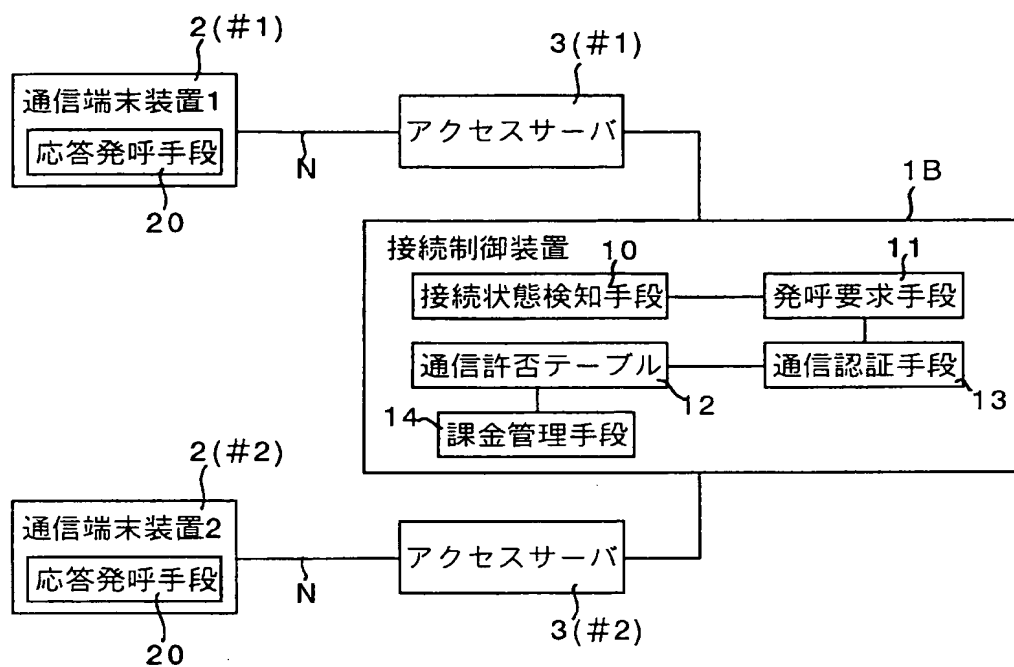 2(#1)
3(#1)
通信端末装置1
応答発呼手段
アクセスサーバ
N
20
1B
接続制御装置
10
11
接続状態検知手段
発呼要求手段
通信許否テーブル
通信認証手段
12
13
14
課金管理手段
2(#2)
通信端末装置2
応答発呼手段
アクセスサーバ
N
20
3(#2)